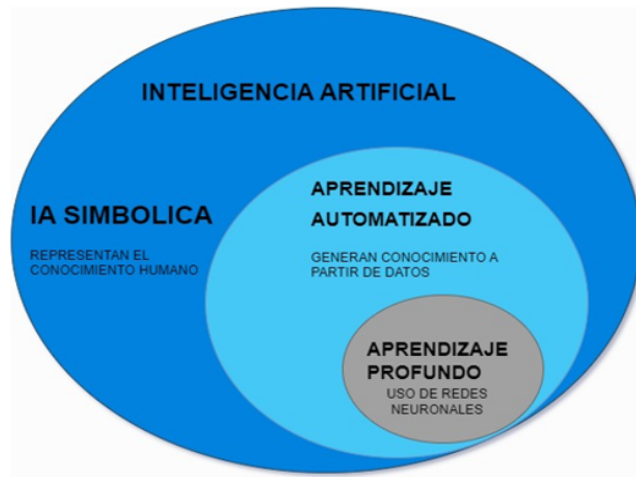 INTELIGENCIA ARTIFICIAL
IA SIMBOLICA
REPRESENTAN EL
CONOCIMIENTO HUMANO
APRENDIZAJE
AUTOMATIZADO
GENERAN CONOCIMIENTO A
PARTIR DE DATOS
APRENDIZAJE
PROFUNDO
USO DE REDES
NEURONALES